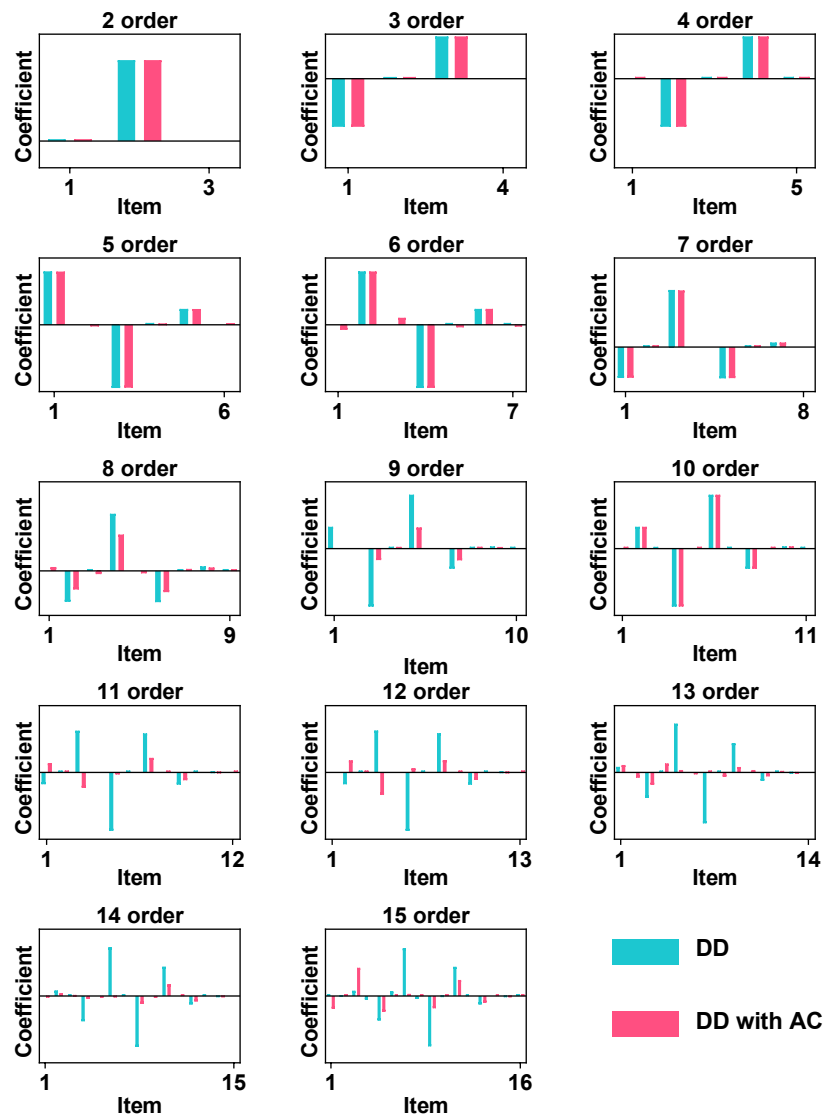 2 order
3 order
4 order
Coefficient
Coefficient
Coefficient
1 3
1 4
1 5
Item
Item
Item
5 order
6 order
7 order
Coefficient
Coefficient
Coefficient
1 6
1 7
1 8
Item
Item
Item
8 order
9 order
10 order
Coefficient
Coefficient
Coefficient
1 9
1 10
1 11
Item
Item
Item
11 order
12 order
13 order
Coefficient
Coefficient
Coefficient
1 12
1 13
1 14
Item
Item
Item
14 order
15 order
Coefficient
Coefficient
1 15
1 16
Item
Item
DD
DD with AC